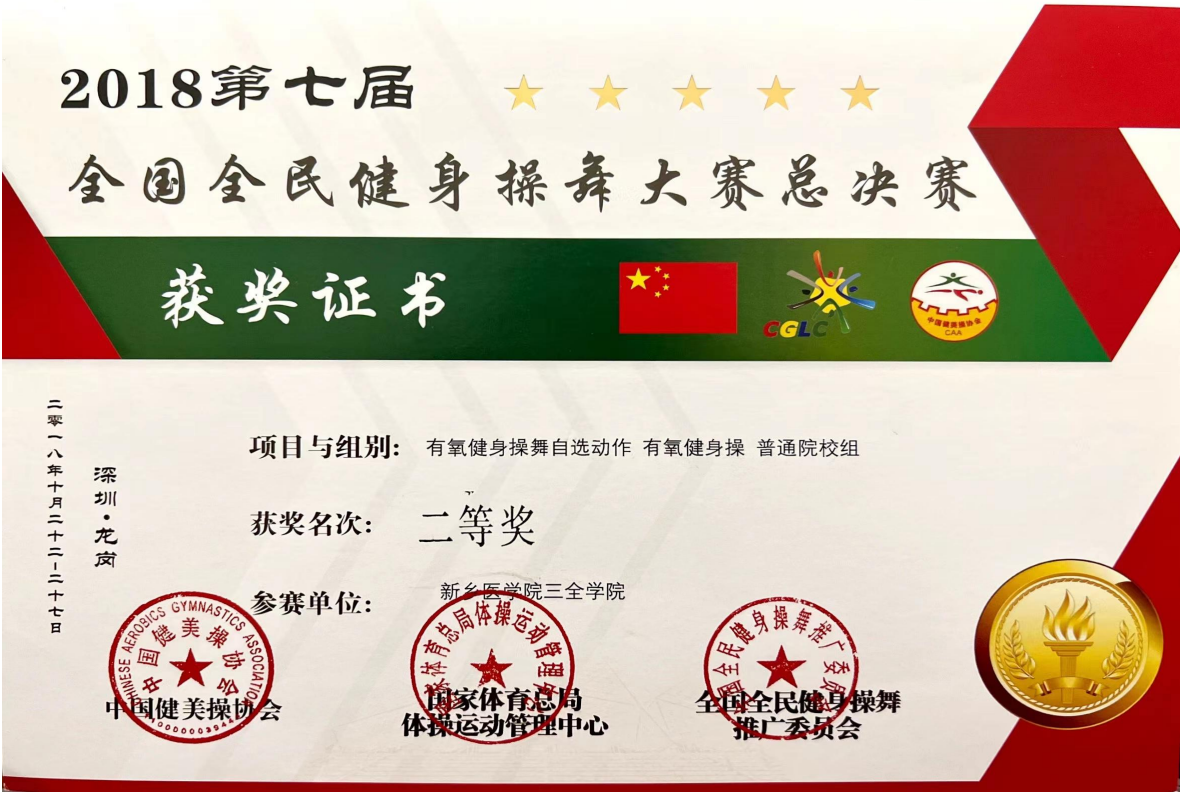 2018第七届
全国全民健身操舞大赛总决赛
获奖证书
CGLC
中国健美操协会
CAA
二零一八年十月二十二-二十七日
深圳·龙岗
项目与组别: 有氧健身操舞自选动作 有氧健身操 普通院校组
获奖名次: 二等奖
参赛单位: 新乡医学院三全学院
CHINESE AEROBICS GYMNASTICS ASSOCIATION
中国健美操协会
中国健美操协会
国家体育总局体操运动管理中心
国家体育总局
体操运动管理中心
全国全民健身操舞推广委员会
全国全民健身操舞
推广委员会